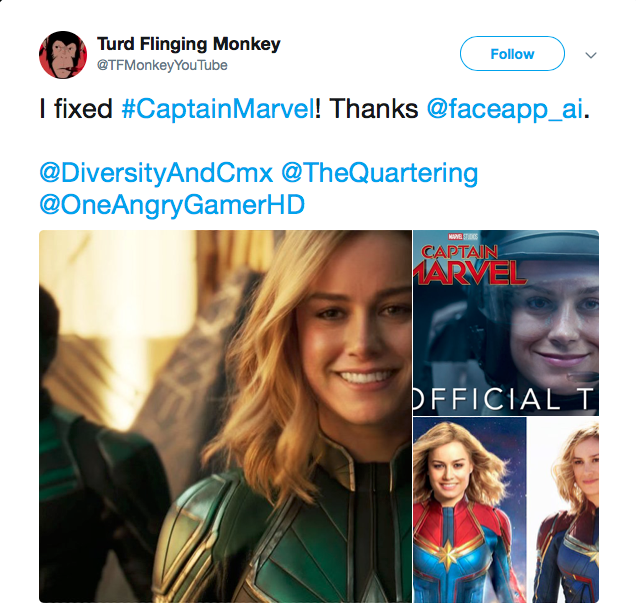 Turd Flinging Monkey
@TFMonkeyYouTube
Follow
I fixed #CaptainMarvel! Thanks @faceapp_ai.
@DiversityAndCmx @TheQuartering
@OneAngryGamerHD
MARVEL STUDIOS
CAPTAIN
MARVEL
OFFICIAL T